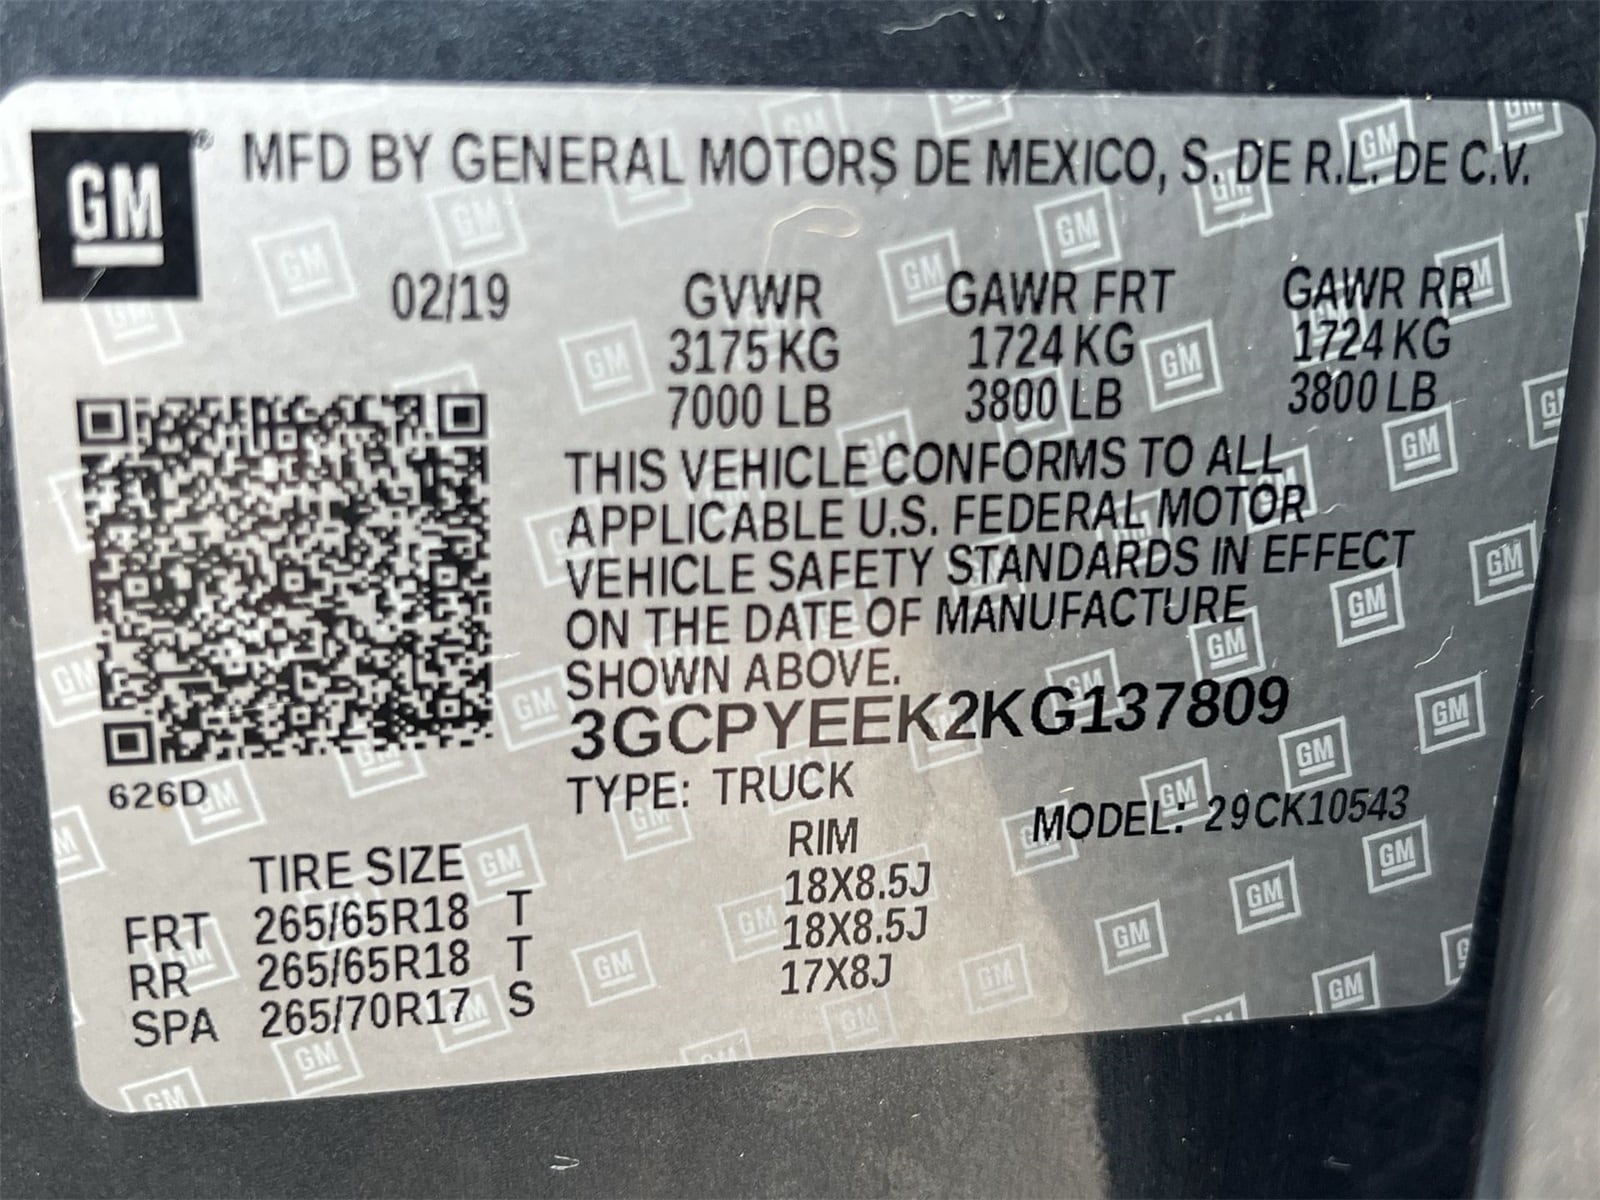 GM® MFD BY GENERAL MOTORS DE MEXICO, S. DE R.L. DE C.V.
02/19 GVWR GAWR FRT GAWR RR
3175 KG 1724 KG 1724 KG
7000 LB 3800 LB 3800 LB
THIS VEHICLE CONFORMS TO ALL
APPLICABLE U.S. FEDERAL MOTOR
VEHICLE SAFETY STANDARDS IN EFFECT
ON THE DATE OF MANUFACTURE
SHOWN ABOVE.
3GCPYEEK2KG137809
626D
TYPE: TRUCK
MODEL: 29CK10543
TIRE SIZE RIM
FRT 265/65R18 T 18X8.5J
RR 265/65R18 T 18X8.5J
SPA 265/70R17 S 17X8J